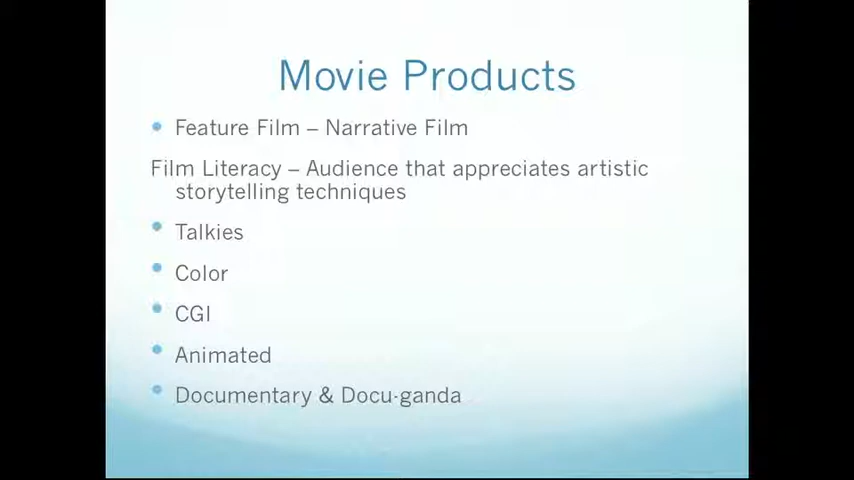 Movie Products
Feature Film – Narrative Film
Film Literacy – Audience that appreciates artistic
storytelling techniques
Talkies
Color
CGI
Animated
Documentary & Docu-ganda